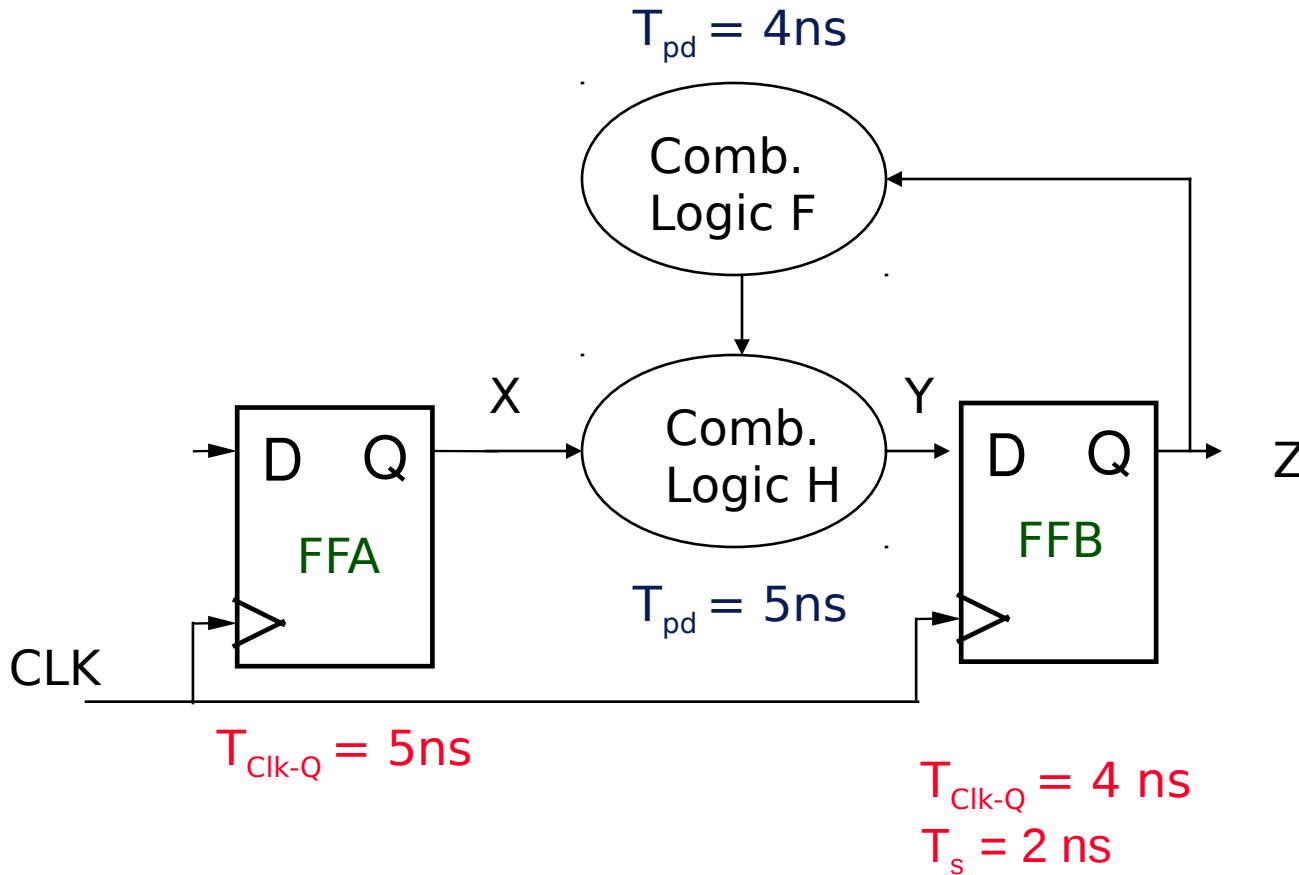 Tpd = 4ns
Comb.
Logic F
X
Y
D Q
Comb.
Logic H
D Q
Z
FFA
FFB
Tpd = 5ns
CLK
TClk-Q = 5ns
TClk-Q = 4 ns
Ts = 2 ns